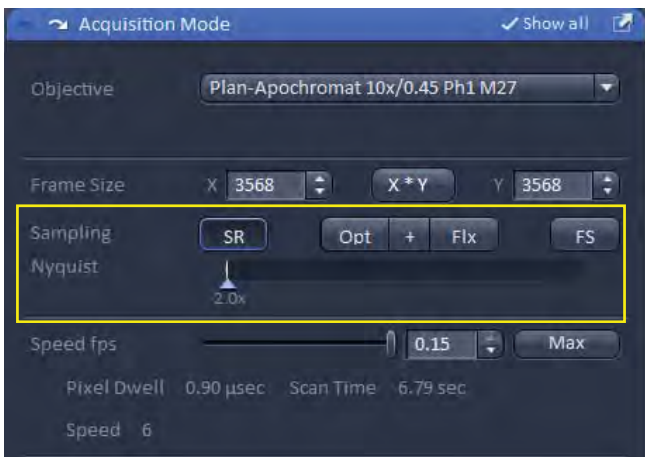 Acquisition Mode Show all
Objective Plan-Apochromat 10x/0.45 Ph1 M27
Frame Size X 3568 X * Y Y 3568
Sampling SR Opt + Flx FS
Nyquist
2.0x
Speed fps 0.15 Max
Pixel Dwell 0.90 µsec Scan Time 6.79 sec
Speed 6